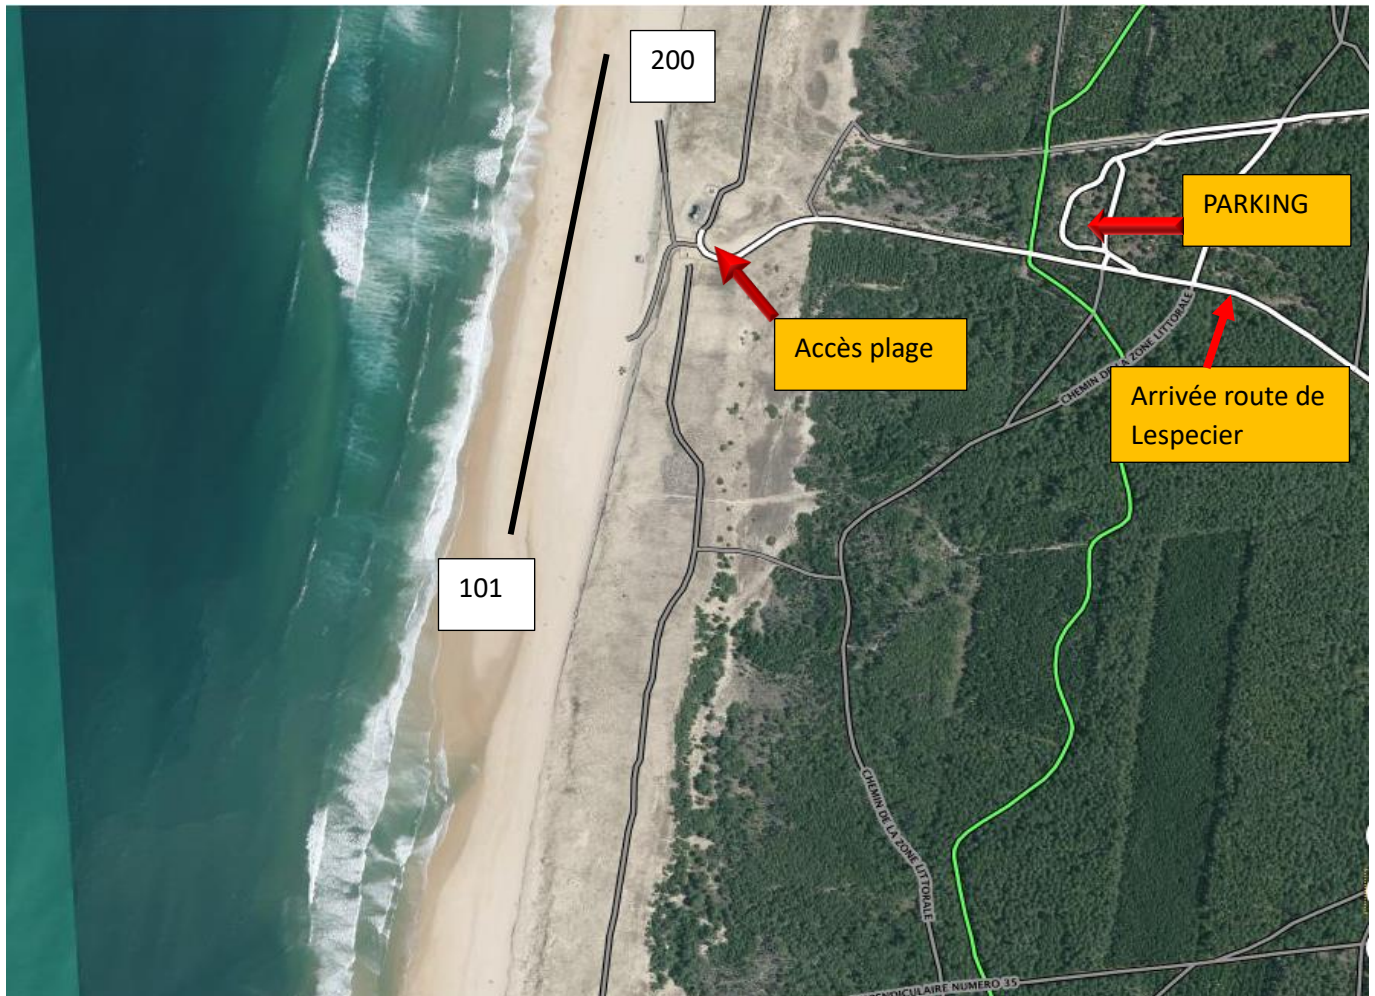 200
PARKING
Accès plage
CHEMIN DE LA ZONE LITTORALE
Arrivée route de
Lespecier
101
CHEMIN DE LA ZONE LITTORALE
ENDICULAIRE NUMERO 35